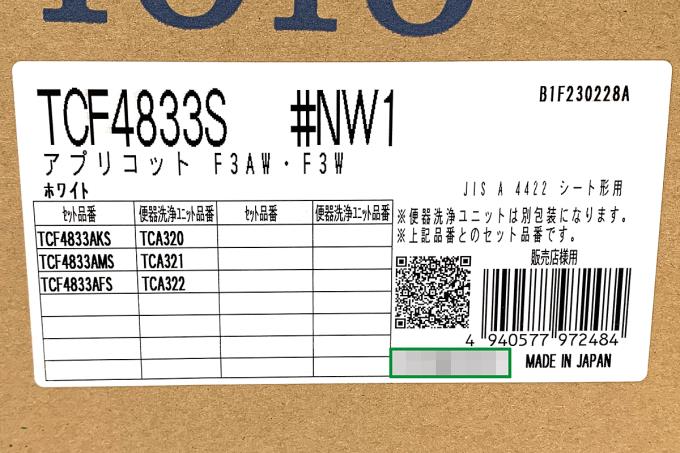 TOTO
TCF4833S #NW1
B1F230228A
アプリコット F3AW・F3W
ホワイト
JIS A 4422 シート形用
セット品番 便器洗浄ユニット品番 セット品番 便器洗浄ユニット品番
TCF4833AKS TCA320
TCF4833AMS TCA321
TCF4833AFS TCA322
※便器洗浄ユニットは別包装になります。
※上記品番とのセット品番です。
販売店様用
4 940577 972484
MADE IN JAPAN